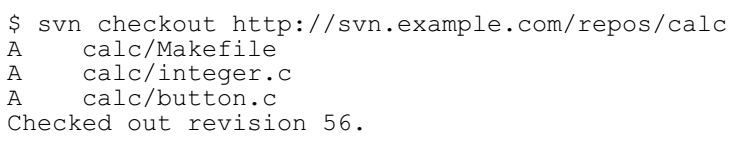 $ svn checkout http://svn.example.com/repos/calc
A    calc/Makefile
A    calc/integer.c
A    calc/button.c
Checked out revision 56.